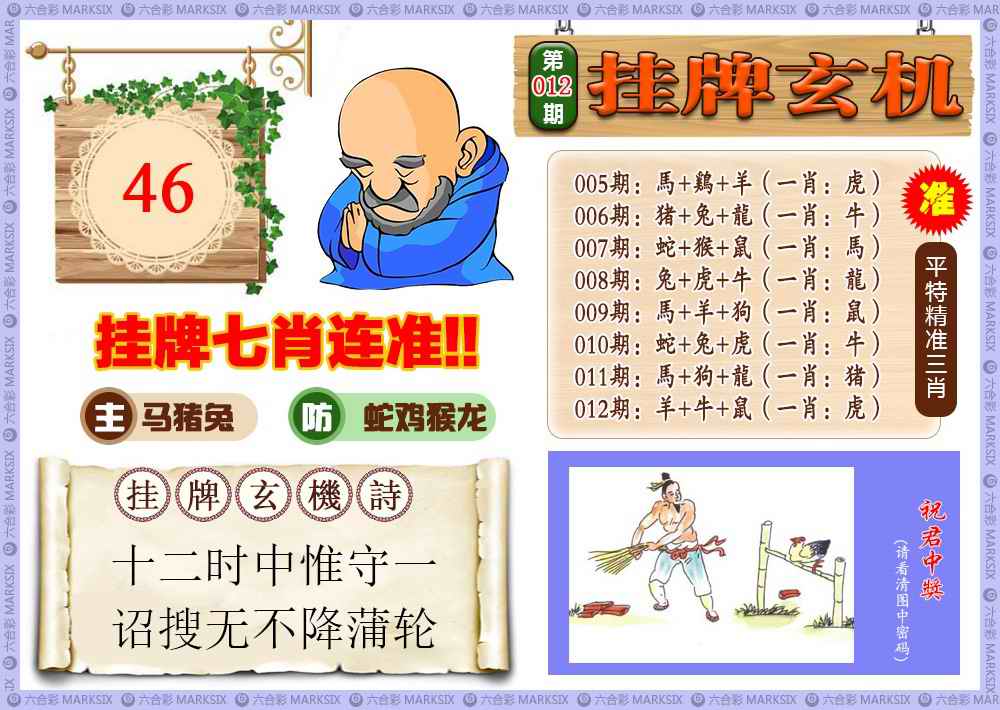 六合彩 MARKSIX
46
第
012
期
挂牌玄机
005期：馬+鷄+羊（一肖：虎）
006期：猪+兔+龍（一肖：牛）
007期：蛇+猴+鼠（一肖：馬）
008期：兔+虎+牛（一肖：龍）
009期：馬+羊+狗（一肖：鼠）
010期：蛇+兔+虎（一肖：牛）
011期：馬+狗+龍（一肖：猪）
012期：羊+牛+鼠（一肖：虎）
准
平特精准三肖
挂牌七肖连准!!
主 马猪兔
防 蛇鸡猴龙
挂牌玄機詩
十二时中惟守一
诏搜无不降蒲轮
祝君中獎
（请看清图中密码）